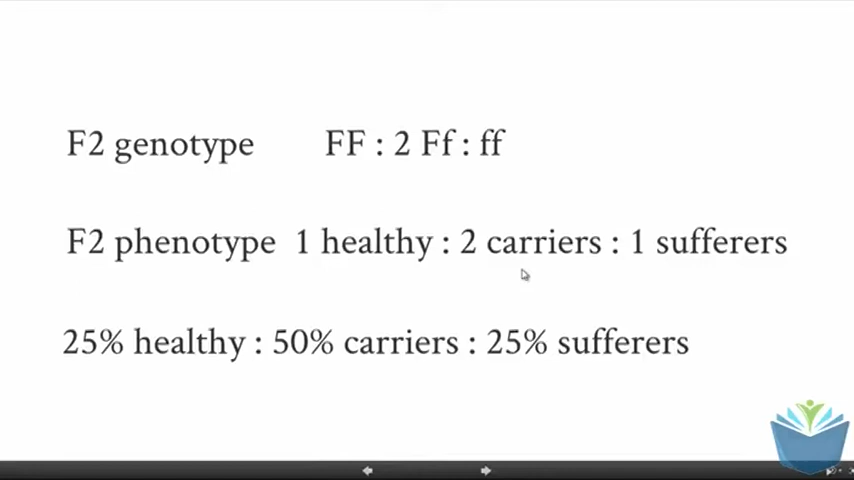 F2 genotype FF : 2 Ff : ff
F2 phenotype 1 healthy : 2 carriers : 1 sufferers
25% healthy : 50% carriers : 25% sufferers